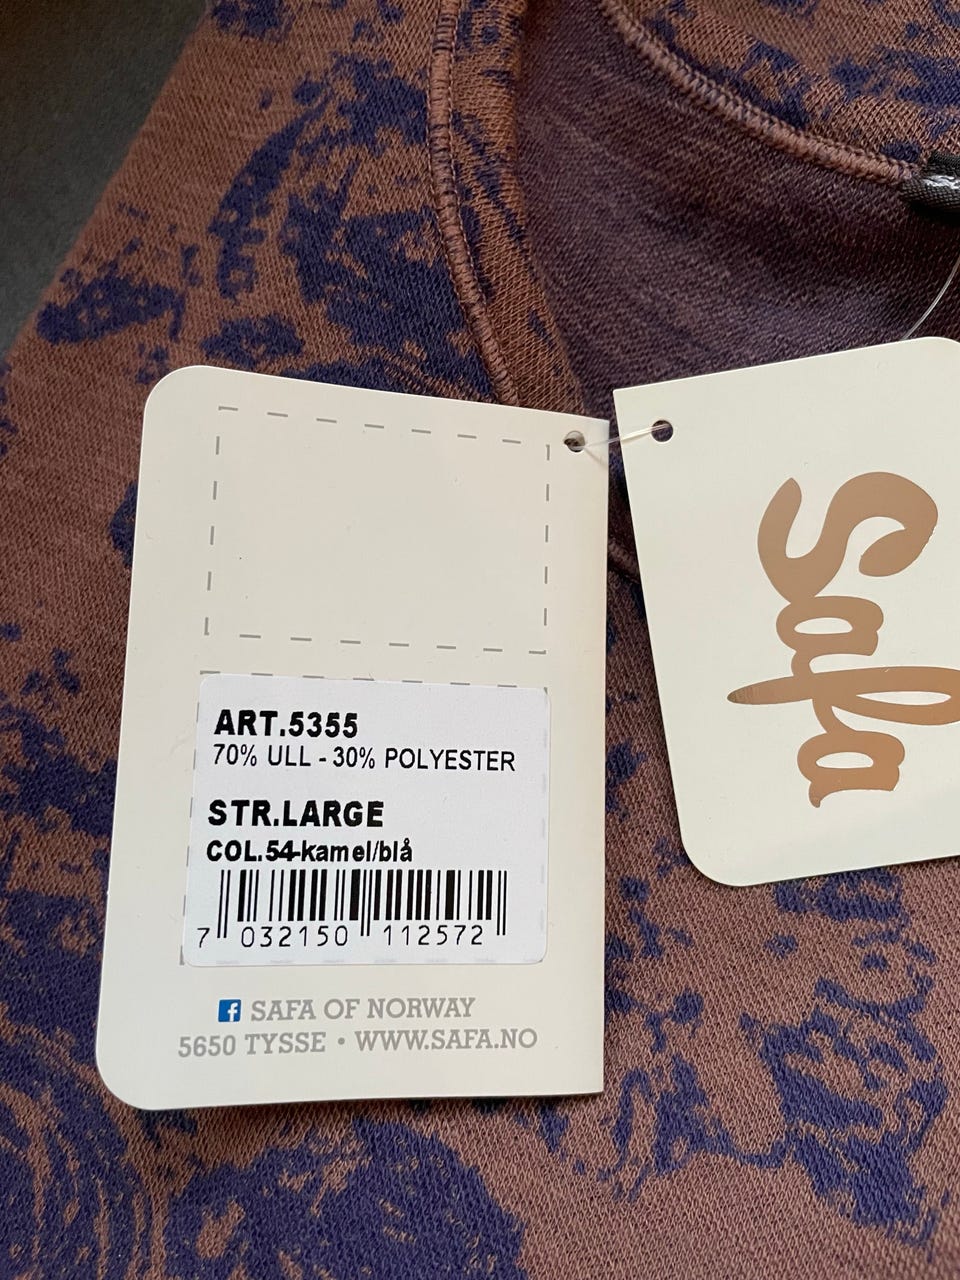 ART.5355
70% ULL - 30% POLYESTER
STR.LARGE
COL.54-kamel/blå
7 032150 112572
f SAFA OF NORWAY
5650 TYSSE • WWW.SAFA.NO
Safa